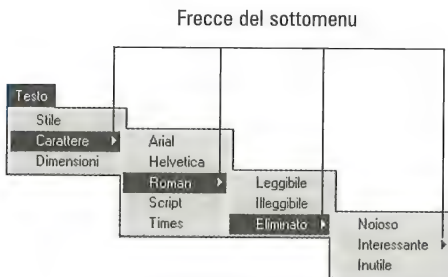 Frecce del sottomenu
Testo
Stile
Carattere
Dimensioni
Arial
Helvetica
Roman
Script
Times
Leggibile
Illeggibile
Eliminato
Noioso
Interessante
Inutile